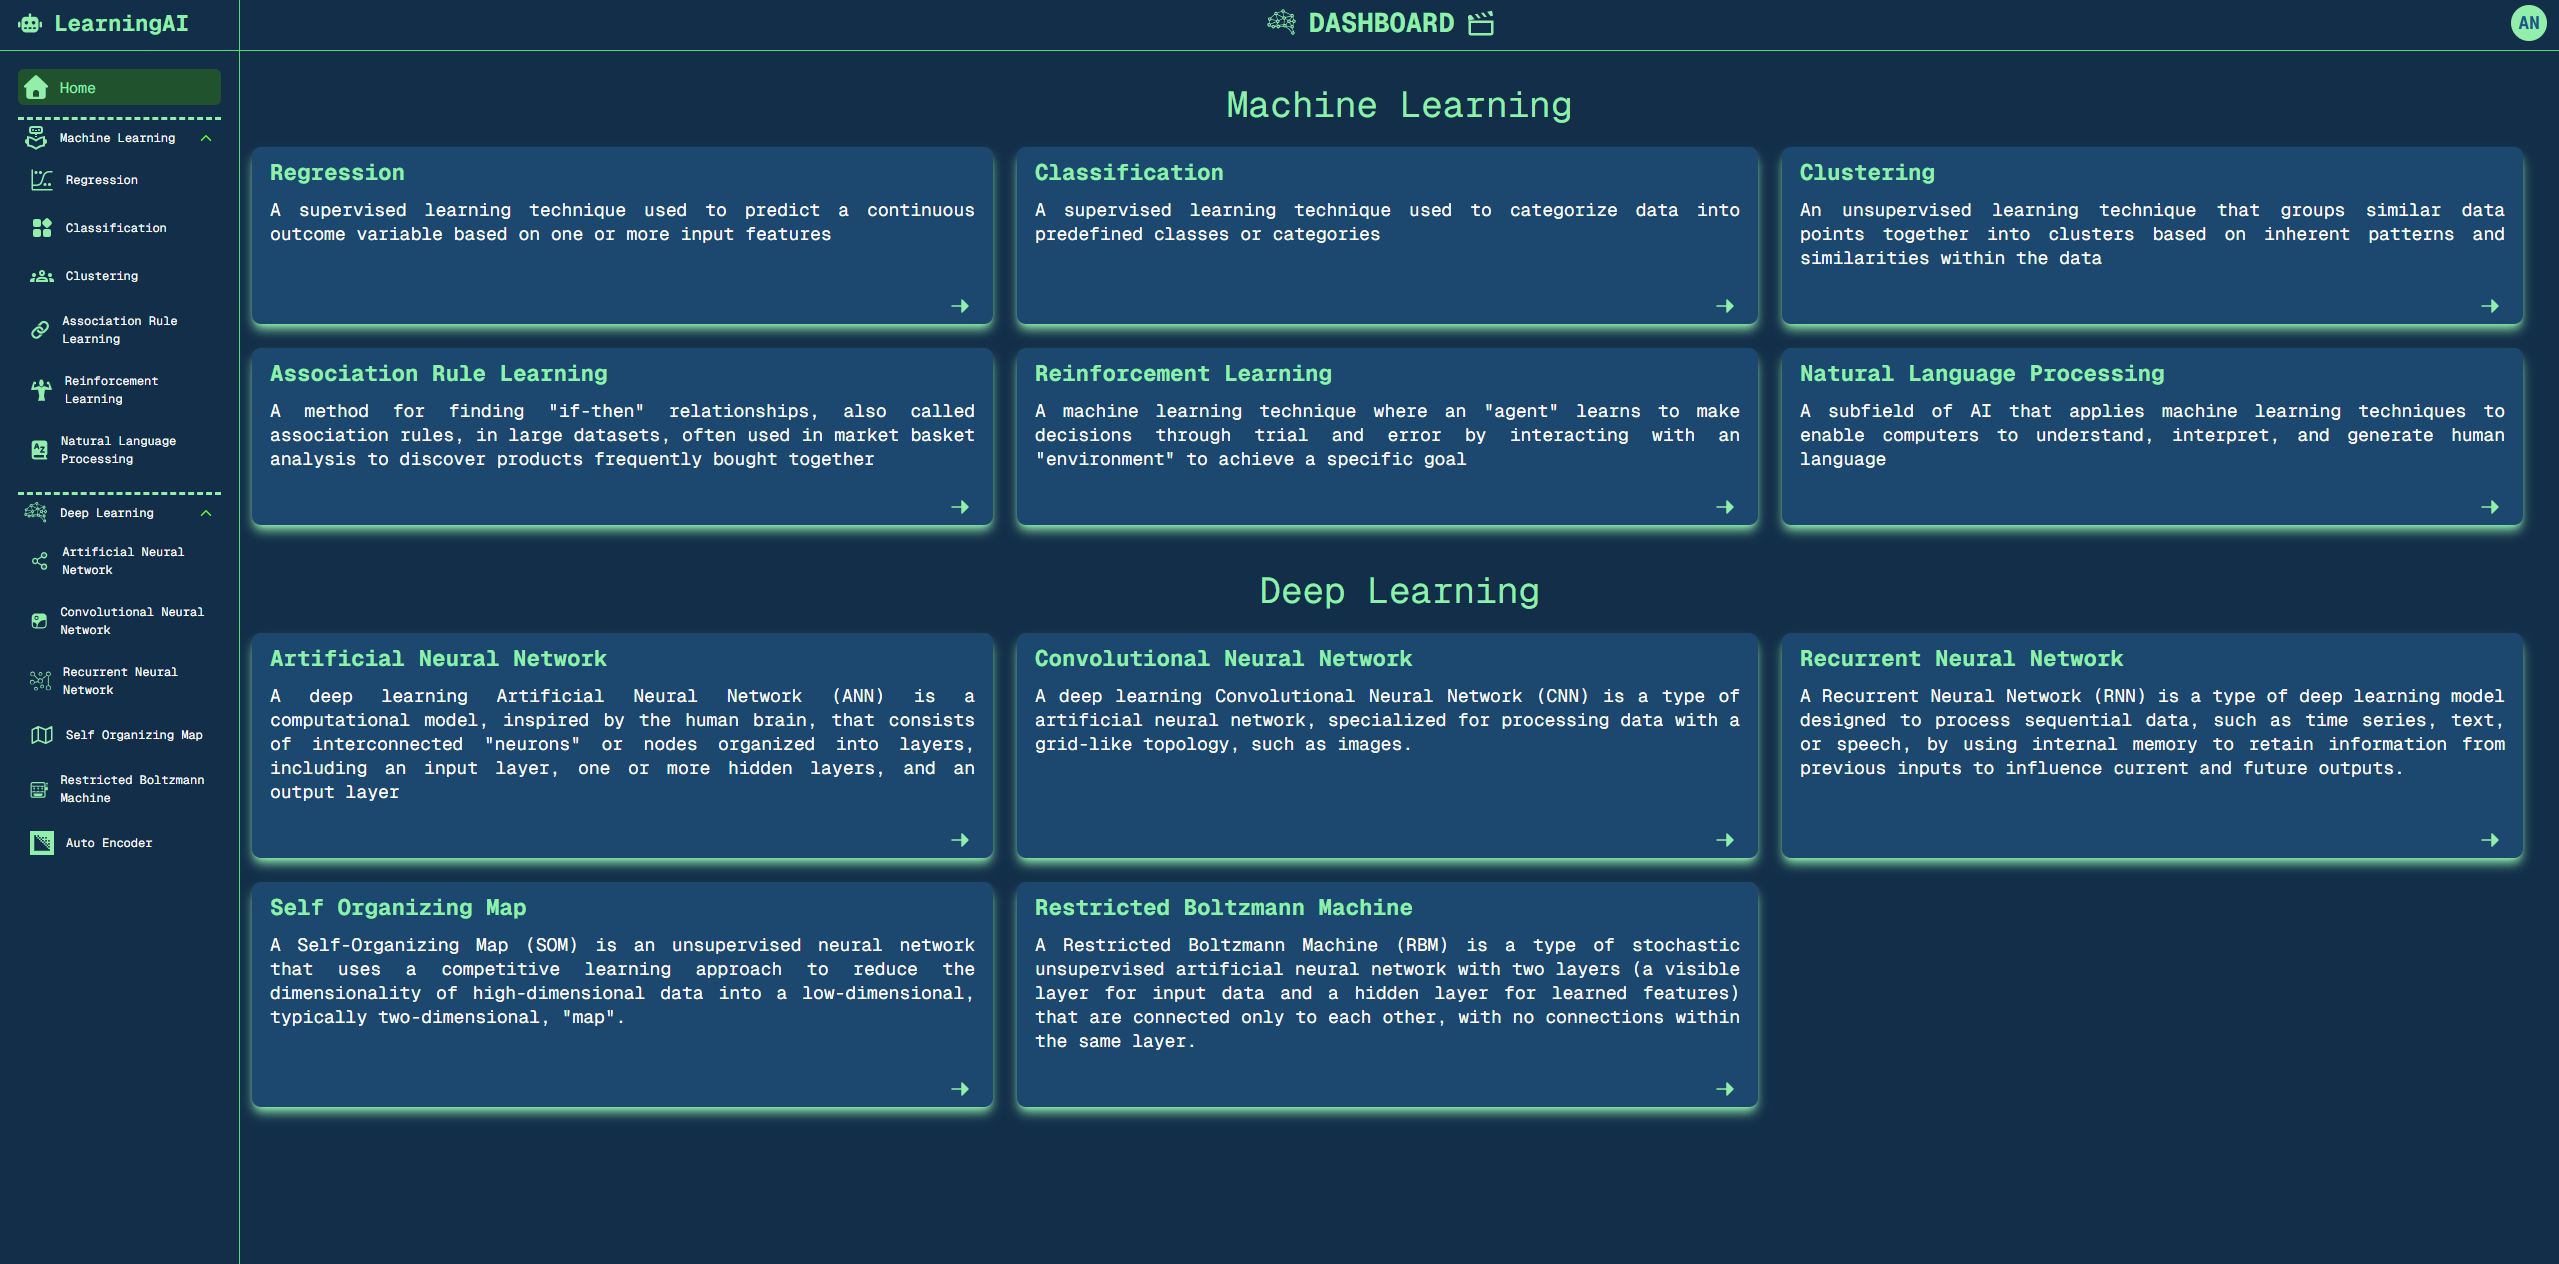 LearningAI
DASHBOARD
AN
Home
Machine Learning
Regression
Classification
Clustering
Association Rule
Learning
Reinforcement
Learning
Natural Language
Processing
Deep Learning
Artificial Neural
Network
Convolutional Neural
Network
Recurrent Neural
Network
Self Organizing Map
Restricted Boltzmann
Machine
Auto Encoder
Machine Learning
Regression
A supervised learning technique used to predict a continuous
outcome variable based on one or more input features
Classification
A supervised learning technique used to categorize data into
predefined classes or categories
Clustering
An unsupervised learning technique that groups similar data
points together into clusters based on inherent patterns and
similarities within the data
Association Rule Learning
A method for finding "if-then" relationships, also called
association rules, in large datasets, often used in market basket
analysis to discover products frequently bought together
Reinforcement Learning
A machine learning technique where an "agent" learns to make
decisions through trial and error by interacting with an
"environment" to achieve a specific goal
Natural Language Processing
A subfield of AI that applies machine learning techniques to
enable computers to understand, interpret, and generate human
language
Deep Learning
Artificial Neural Network
A deep learning Artificial Neural Network (ANN) is a
computational model, inspired by the human brain, that consists
of interconnected "neurons" or nodes organized into layers,
including an input layer, one or more hidden layers, and an
output layer
Convolutional Neural Network
A deep learning Convolutional Neural Network (CNN) is a type of
artificial neural network, specialized for processing data with a
grid-like topology, such as images.
Recurrent Neural Network
A Recurrent Neural Network (RNN) is a type of deep learning model
designed to process sequential data, such as time series, text,
or speech, by using internal memory to retain information from
previous inputs to influence current and future outputs.
Self Organizing Map
A Self-Organizing Map (SOM) is an unsupervised neural network
that uses a competitive learning approach to reduce the
dimensionality of high-dimensional data into a low-dimensional,
typically two-dimensional, "map".
Restricted Boltzmann Machine
A Restricted Boltzmann Machine (RBM) is a type of stochastic
unsupervised artificial neural network with two layers (a visible
layer for input data and a hidden layer for learned features)
that are connected only to each other, with no connections within
the same layer.